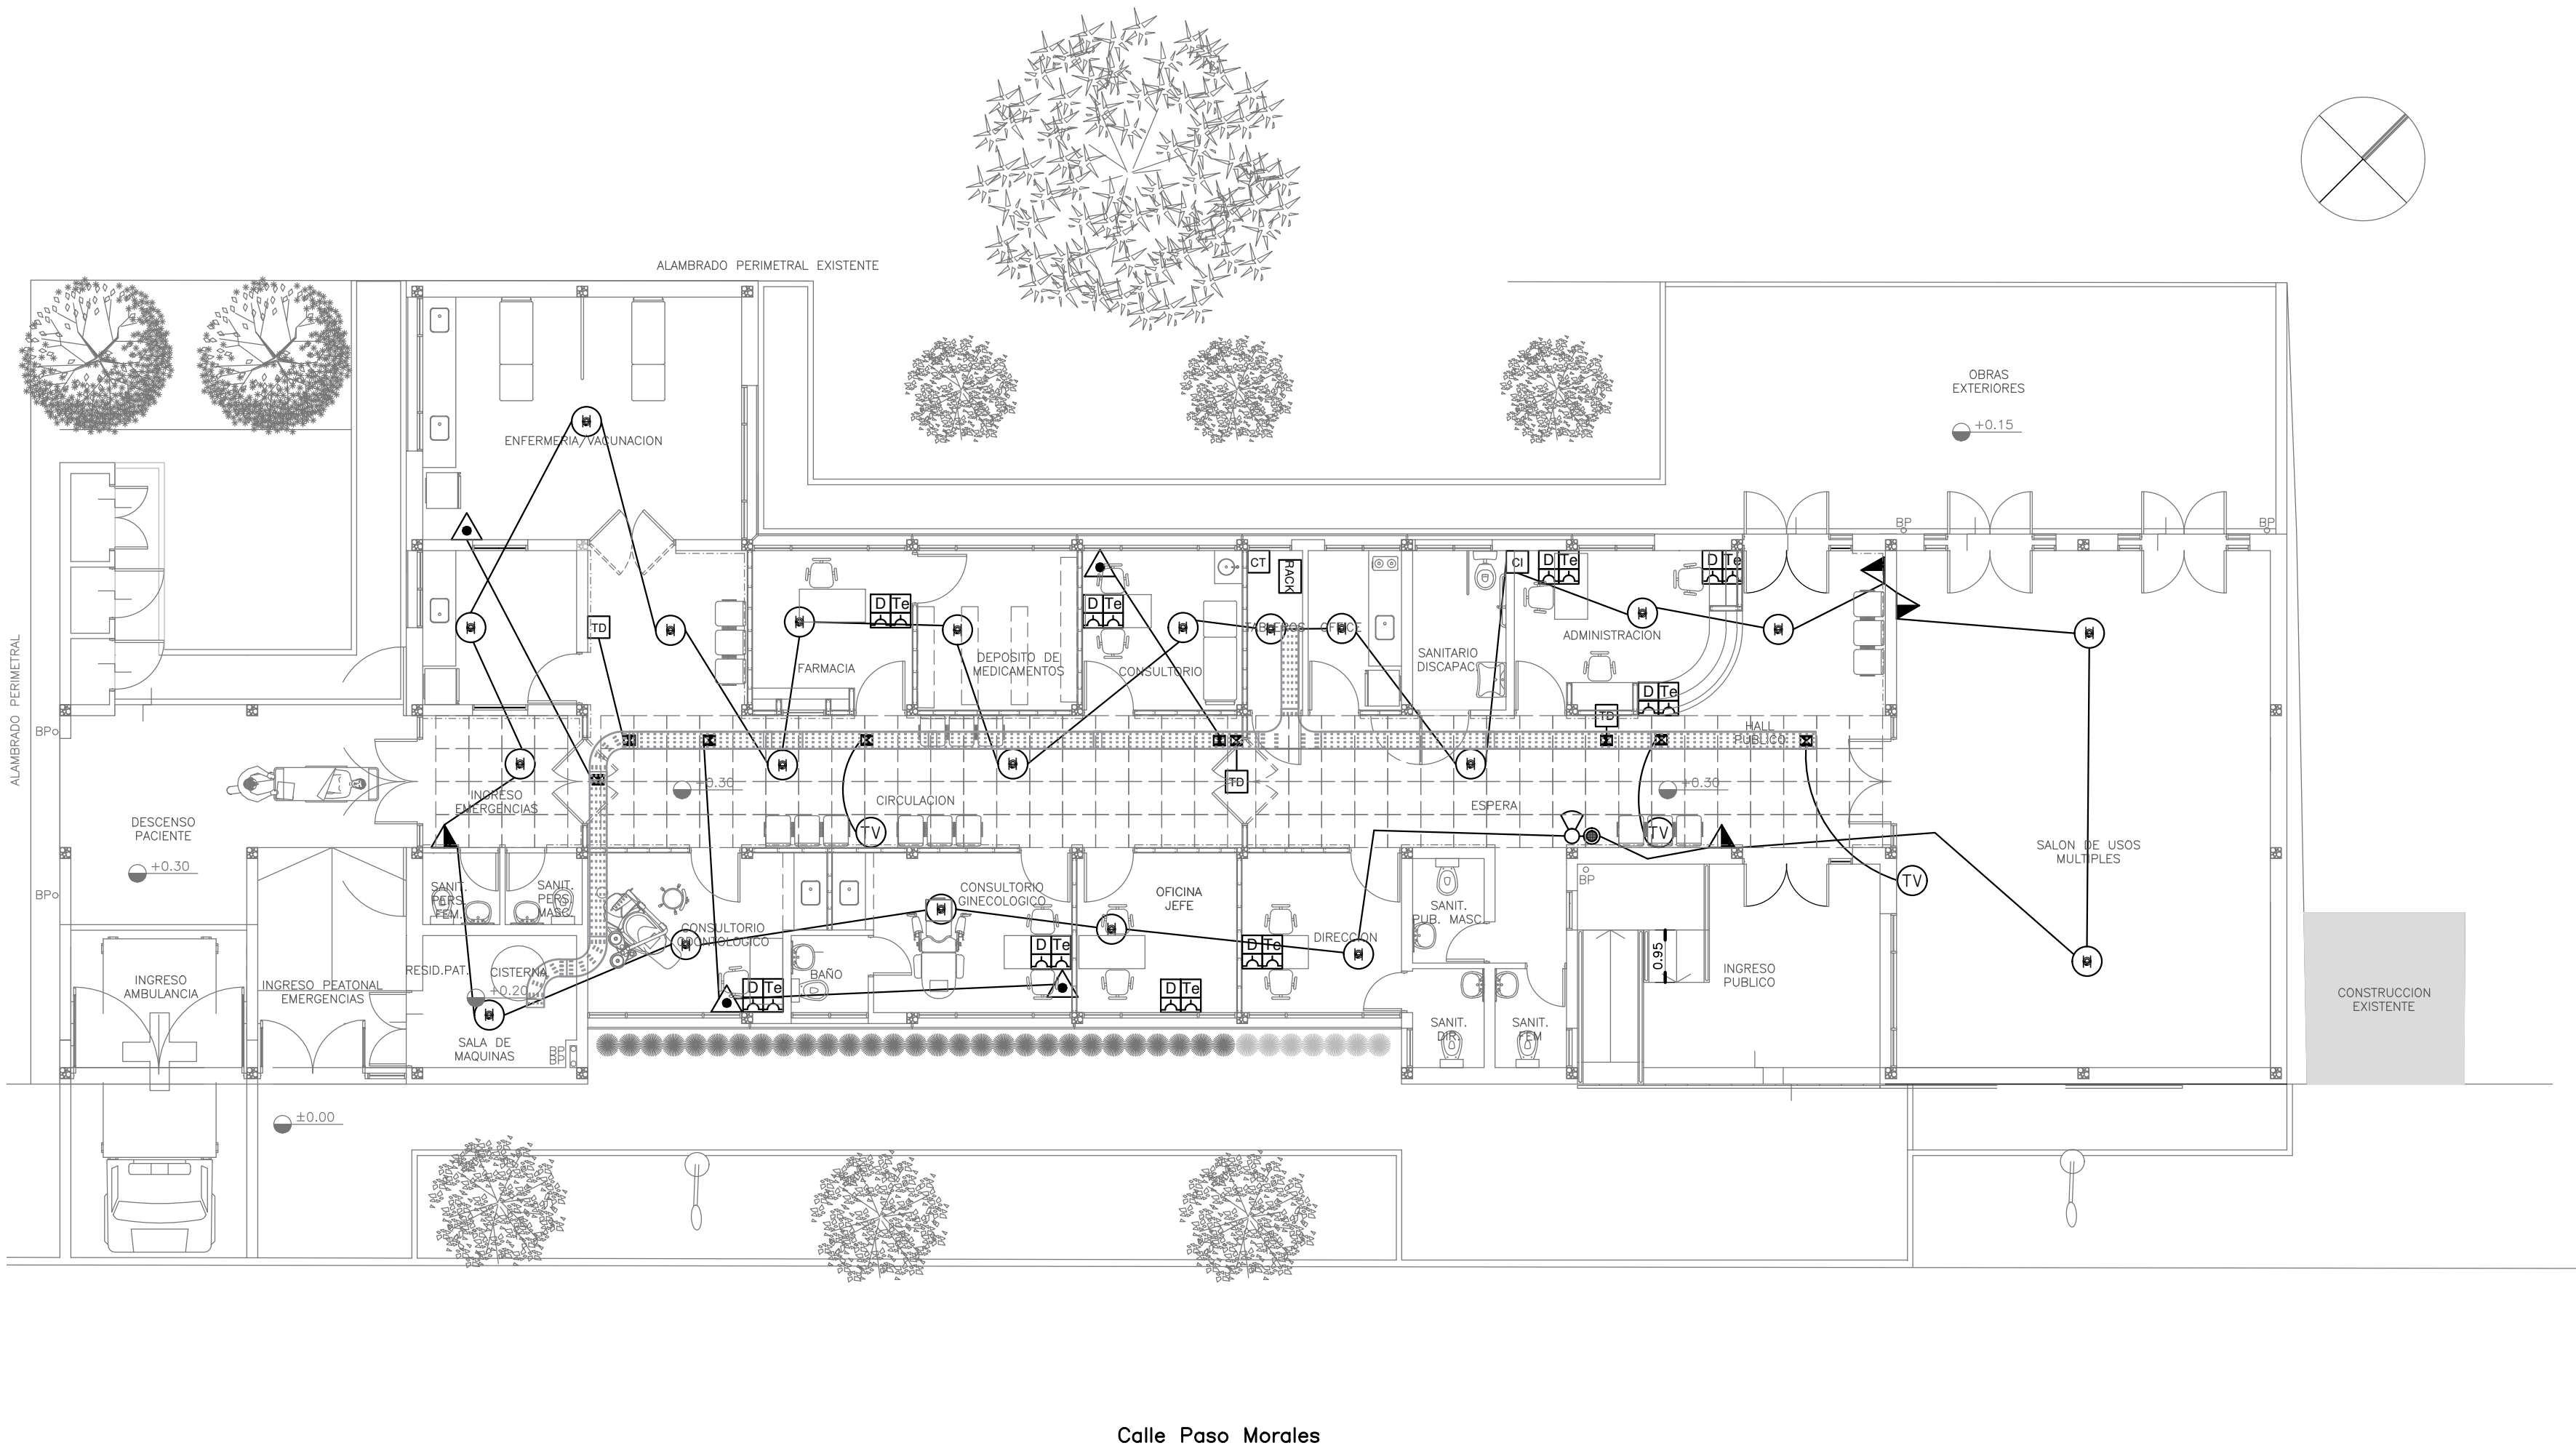 ALAMBRADO PERIMETRAL EXISTENTE
OBRAS
EXTERIORES
+0.15
ENFERMERIA/VACUNACION
BP
BP
CT
RACK
CI
D Te
D Te
D Te
D Te
TD
TABLEROS
OFFICE
ADMINISTRACION
FARMACIA
DEPOSITO DE
MEDICAMENTOS
CONSULTORIO
SANITARIO
DISCAPAC.
D Te
TD
HALL
PUBLICO
ALAMBRADO PERIMETRAL
BP
+0.30
TD
+0.30
INGRESO
EMERGENCIAS
CIRCULACION
ESPERA
DESCENSO
PACIENTE
TV
TV
SALON DE USOS
MULTIPLES
+0.30
TV
BP
BP
SANIT.
PERS.
FEM.
SANIT.
PERS.
MASC.
CONSULTORIO
GINECOLOGICO
OFICINA
JEFE
SANIT.
PUB. MASC.
CONSULTORIO
ODONTOLOGICO
DIRECCION
D Te
D Te
0.95
RESID.PAT.
CISTERNA
BAÑO
INGRESO
AMBULANCIA
INGRESO PEATONAL
EMERGENCIAS
+0.20
D Te
D Te
INGRESO
PUBLICO
CONSTRUCCION
EXISTENTE
SALA DE
MAQUINAS
BP
BP
SANIT.
DIR.
SANIT.
FEM
±0.00
Calle Paso Morales